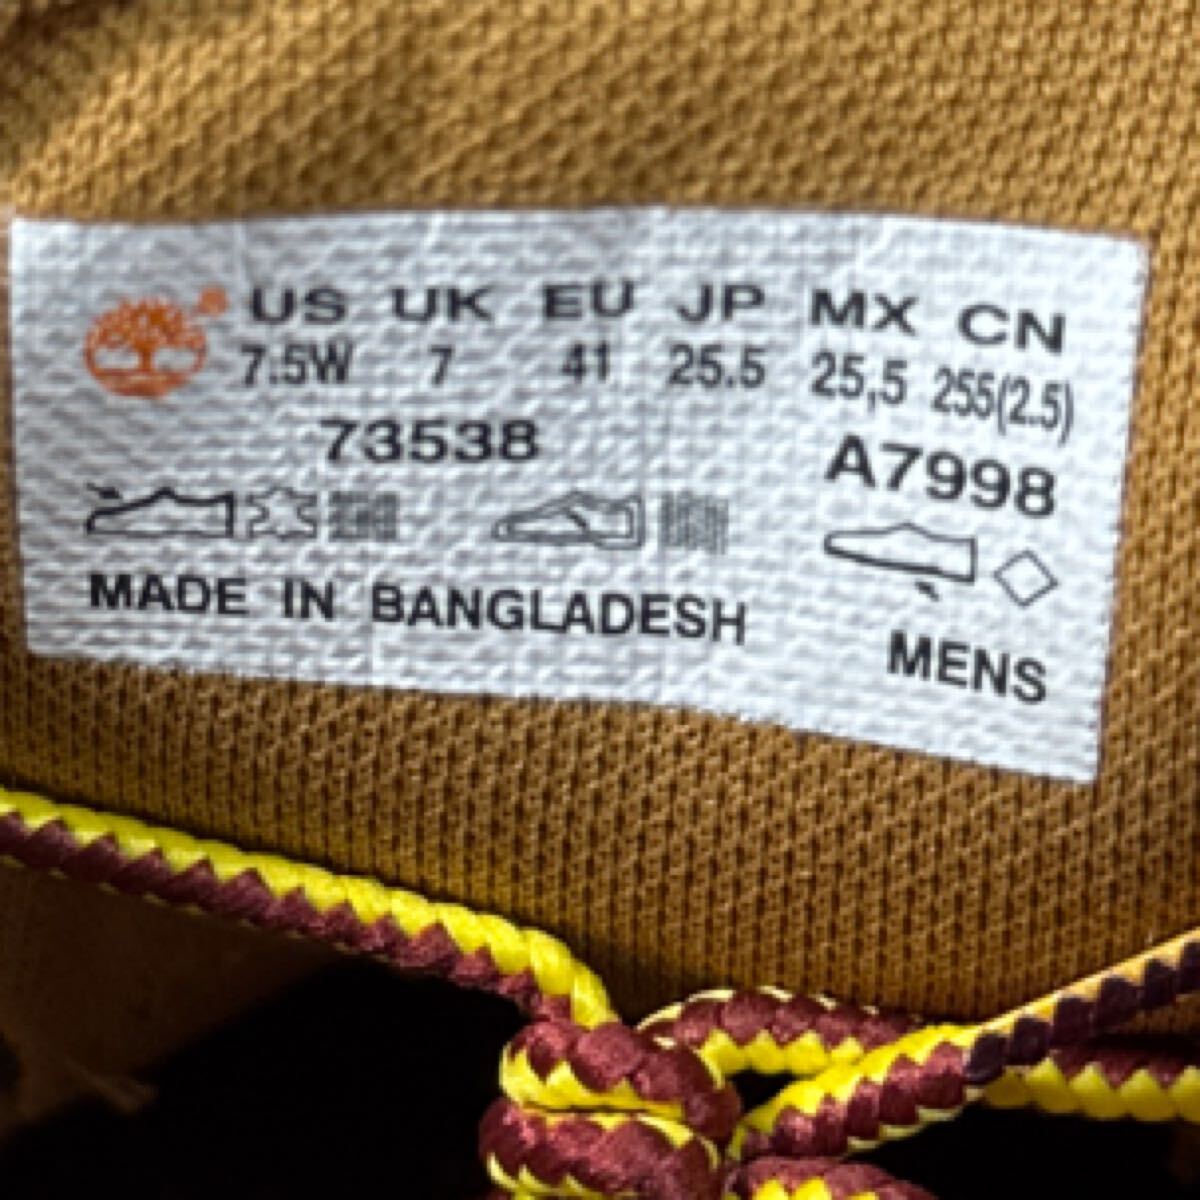 US UK EU JP MX CN
7.5W 7 41 25.5 25,5 255(2.5)
73538 A7998
MADE IN BANGLADESH
MENS